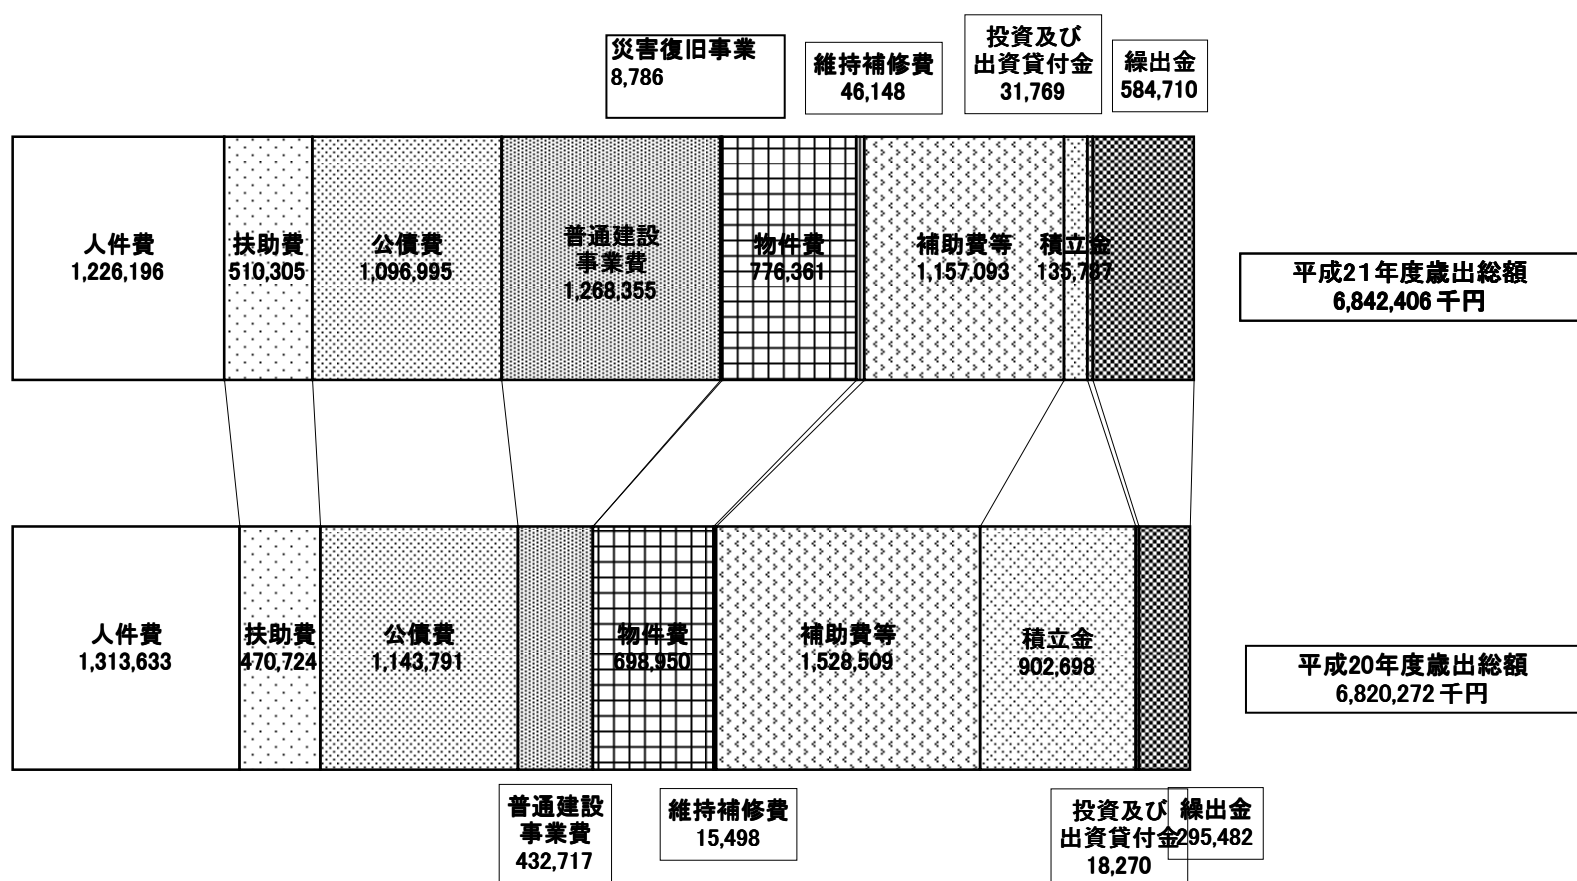 災害復旧事業
8,786
維持補修費
46,148
投資及び
出資貸付金
31,769
繰出金
584,710
人件費
1,226,196
扶助費
510,305
公債費
1,096,995
普通建設
事業費
1,268,355
物件費
776,361
補助費等
1,157,093
積立金
平成21年度歳出総額
6,842,406 千円
人件費
1,313,633
扶助費
470,724
公債費
1,143,791
物件費
698,950
補助費等
1,528,509
積立金
902,698
平成20年度歳出総額
6,820,272 千円
普通建設
事業費
432,717
維持補修費
15,498
投資及び
出資貸付金
18,270
繰出金
295,482